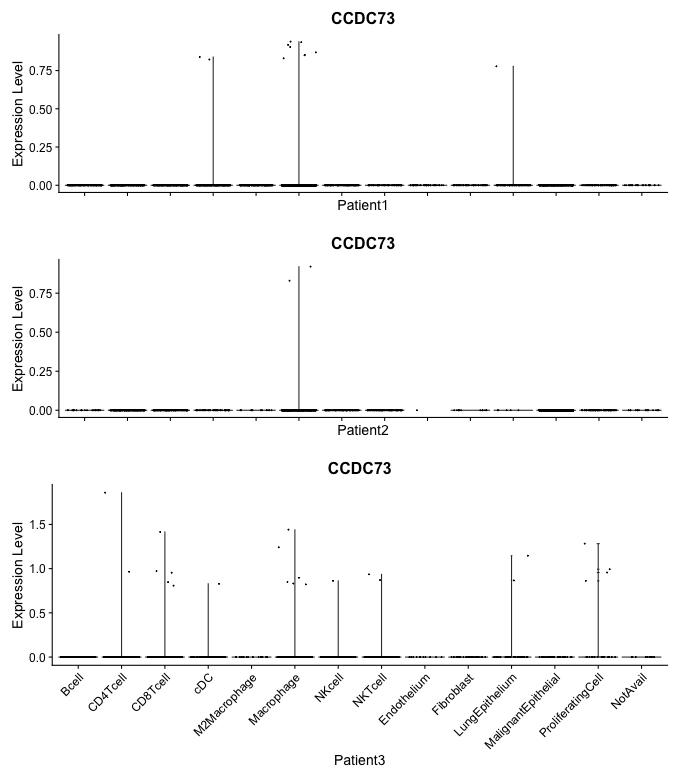 CCDC73
Expression Level
0.75
0.50
0.25
0.00
Patient1
CCDC73
Expression Level
0.75
0.50
0.25
0.00
Patient2
CCDC73
Expression Level
1.5
1.0
0.5
0.0
Bcell
CD4Tcell
CD8Tcell
cDC
M2Macrophage
Macrophage
NKcell
NKTcell
Endothelium
Fibroblast
LungEpithelium
MalignantEpithelial
ProliferatingCell
NotAvail
Patient3